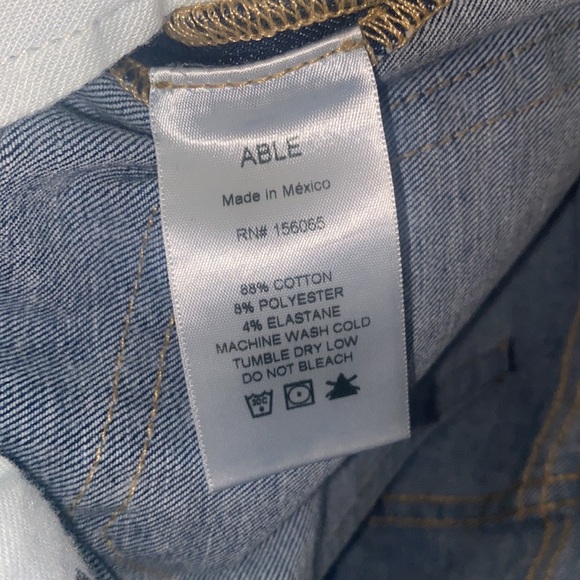 ABLE
Made in México
RN# 156065
88% COTTON
8% POLYESTER
4% ELASTANE
MACHINE WASH COLD
TUMBLE DRY LOW
DO NOT BLEACH